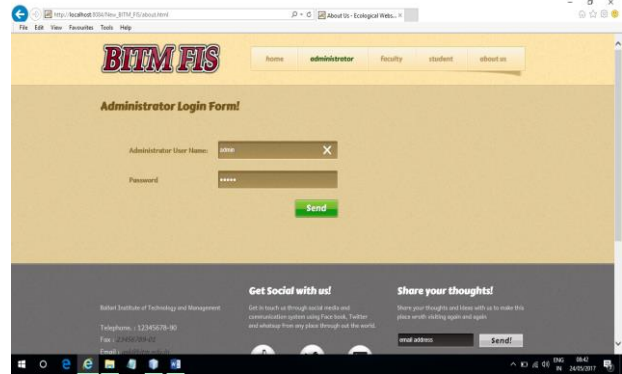 http://localhost:8084/New_BITM_FIS/about.html
About Us - Ecological Webs...
File Edit View Favourites Tools Help
BITM FIS
home administrator faculty student about us
Administrator Login Form!
Administrator User Name: admin
Password •••••
Send
Get Social with us!
Share your thoughts!
Ballari Institute of Technology and Management
Get in touch us through social media and
communication system using Face book, Twitter
and whatsup from any place through out the world.
Share your thoughts and Ideas with us to make this
place wroth visiting again and again
Telephone. : 12345678-90
Fax :
email address Send!
ENG 08:42
IN 24/05/2017